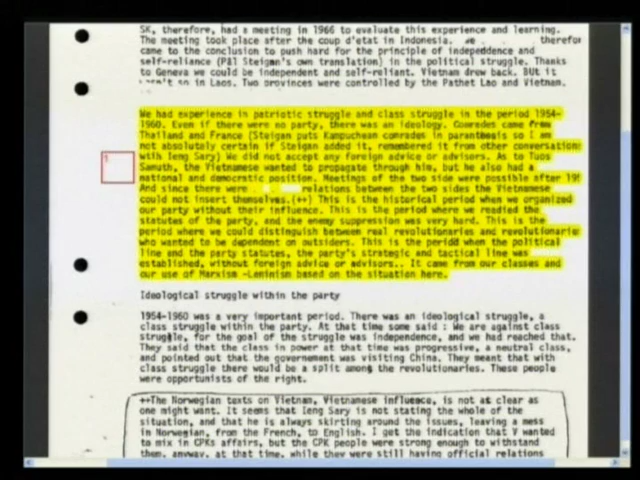 SK, therefore, had a meeting in 1966 to evaluate this experience and learning.
The meeting took place after the coup d'etat in Indonesia. We therefor
came to the conclusion to push hard for the principle of independence and
self-reliance (Pål Steigan's own translation) in the political struggle. Thanks
to Geneva we could be independent and self-reliant. Vietnam drew back. BUt it
wasn't so in Laos. Two provinces were controlled by the Pathet Lao and Vietnam.
We had experience in patriotic struggle and class struggle in the period 1954-
1960. Even if there were no party, there was an ideology. Comrades came from
Thailand and France (Steigan puts Kampuchean comrades in parantesis so I am
not absolutely certain if Steigan added it, remembered it from other conversations
with Ieng Sary) We did not accept any foreign advice or advisors. As to Tuos
Samuth, the Vietnamese wanted to propagate through him, but he also had a
national and democratic position. Meetings of the two side were possible after 19
And since there were relations between the two sides the Vietnamese
could not insert themselves.(++) This is the historical period when we organized
our party without their influence. This is the period where we readied the
statutes of the party, and the enemy suppression was very hard. This is the
period where we could distinguish between real revolutionaries and revolutionarie
who wanted to be dependent on outsiders. This is the period when the political
line and the party statutes, the party's strategic and tactical line was
established, without foreign advice or advisors.. It came from our classes and
our use of Marxism -Leninism based on the situation here.
1
Ideological struggle within the party
1954-1960 was a very important period. There was an ideological struggle, a
class struggle within the party. At that time some said : We are against class
struggle, for the goal of the struggle was independence, and we had reached that.
They said that the class in power at that time was progressive, a neutral class,
and pointed out that the governement was visiting China. They meant that with
class struggle there would be a split among the revolutionaries. These people
were opportunists of the right.
++The Norwegian texts on Vietnam, Vietnamese influence, is not at clear as
one might want. It seems that Ieng Sary is not stating the whole of the
situation, and that he is always skirting around the issues, leaving a mess
in Norwegian, from the French, to English. I get the indication that V wanted
to mix in CPKs affairs, but the CPK people were strong enough to withstand
them, anyway, at that time, while they were still having official relations